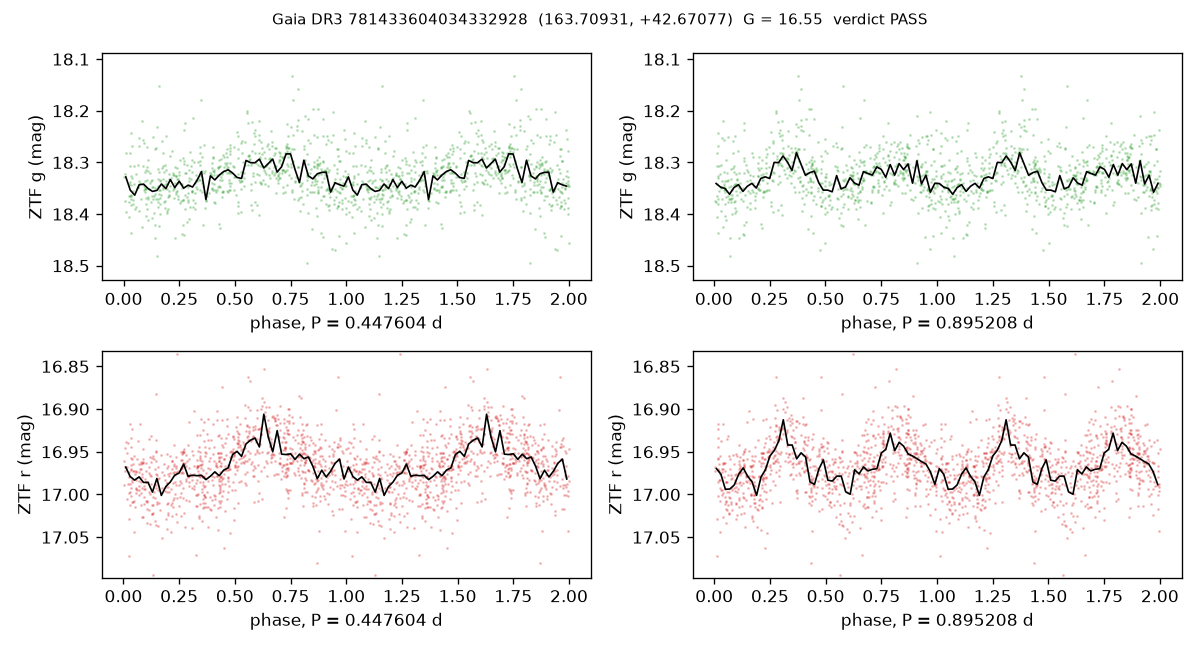 Gaia DR3 781433604034332928 (163.70931, +42.67077) G = 16.55 verdict PASS
18.1
18.2
18.3
18.4
18.5
ZTF g (mag)
0.00 0.25 0.50 0.75 1.00 1.25 1.50 1.75 2.00
phase, P = 0.447604 d
18.1
18.2
18.3
18.4
18.5
ZTF g (mag)
0.00 0.25 0.50 0.75 1.00 1.25 1.50 1.75 2.00
phase, P = 0.895208 d
16.85
16.90
16.95
17.00
17.05
ZTF r (mag)
0.00 0.25 0.50 0.75 1.00 1.25 1.50 1.75 2.00
phase, P = 0.447604 d
16.85
16.90
16.95
17.00
17.05
ZTF r (mag)
0.00 0.25 0.50 0.75 1.00 1.25 1.50 1.75 2.00
phase, P = 0.895208 d